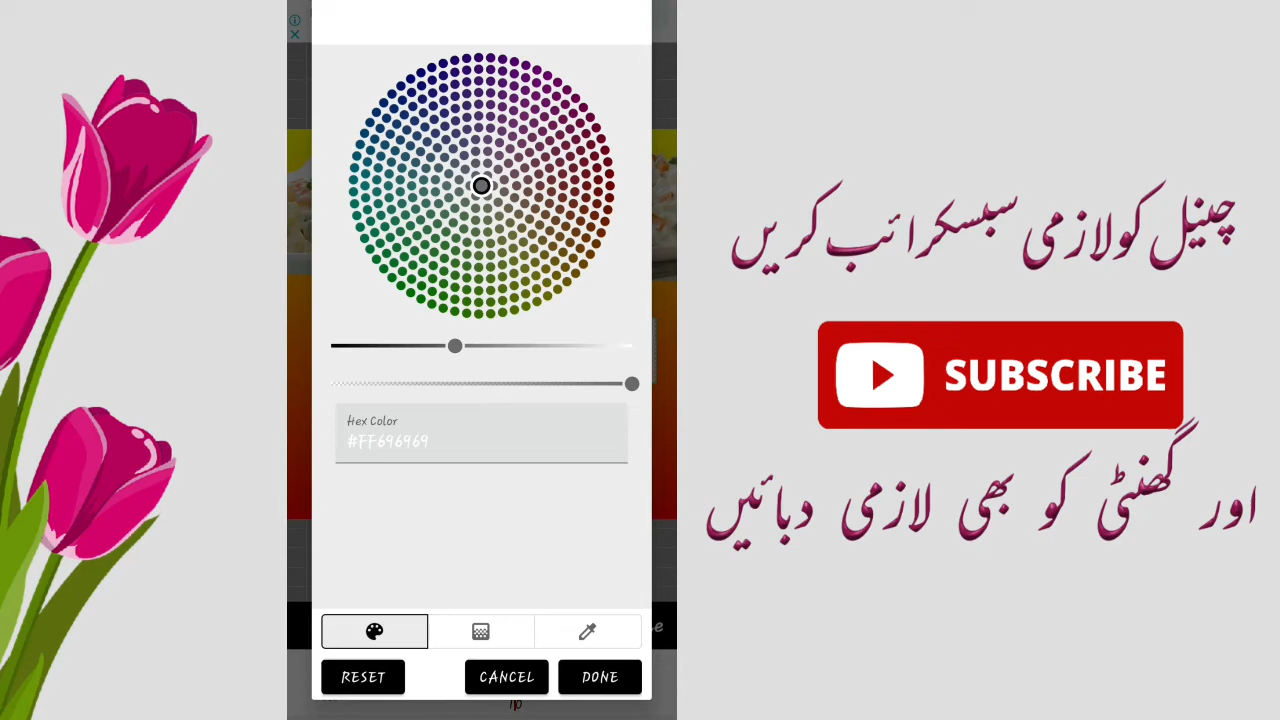 Hex Color
#FF696969
RESET
CANCEL
DONE
چینل کو لازمی سبسکرائب کریں
SUBSCRIBE
اور گھنٹی کو بھی لازمی دبائیں